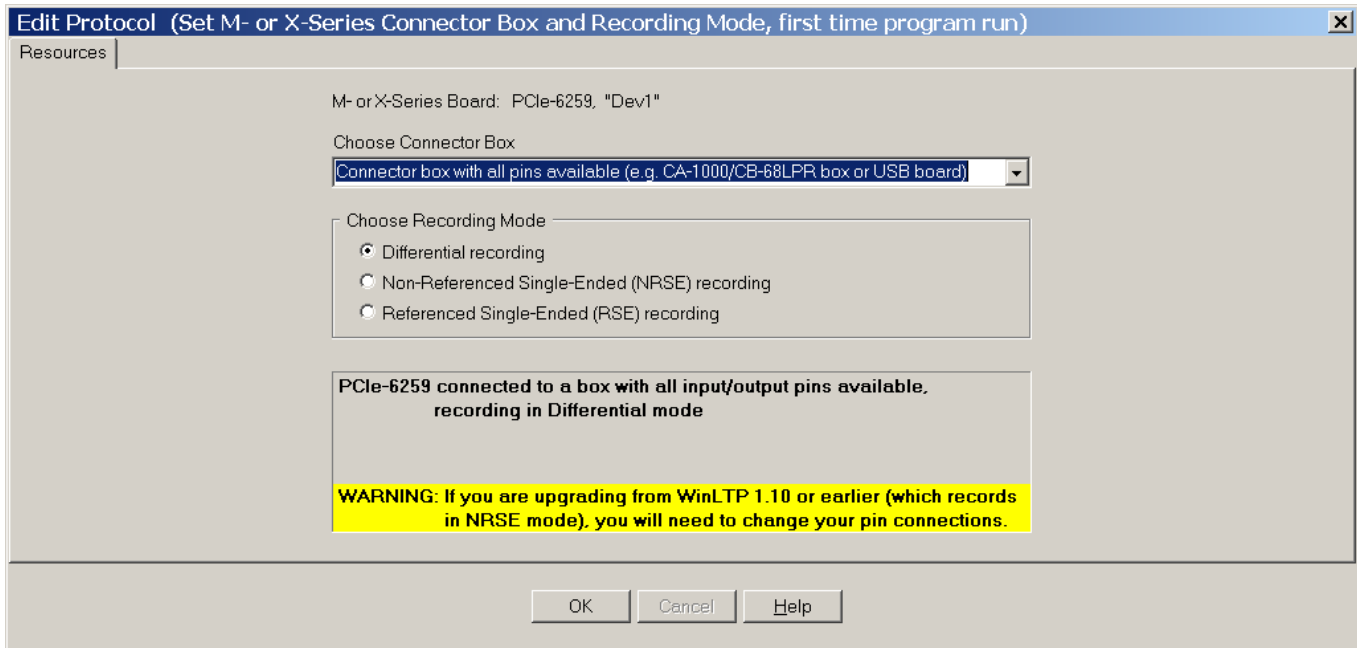 Edit Protocol (Set M- or X-Series Connector Box and Recording Mode, first time program run)
Resources
M- or X-Series Board: PCIe-6259, "Dev1"
Choose Connector Box
Connector box with all pins available (e.g. CA-1000/CB-68LPR box or USB board)
Choose Recording Mode
Differential recording
Non-Referenced Single-Ended (NRSE) recording
Referenced Single-Ended (RSE) recording
PCIe-6259 connected to a box with all input/output pins available,
recording in Differential mode
WARNING: If you are upgrading from WinLTP 1.10 or earlier (which records
in NRSE mode), you will need to change your pin connections.
OK Cancel Help